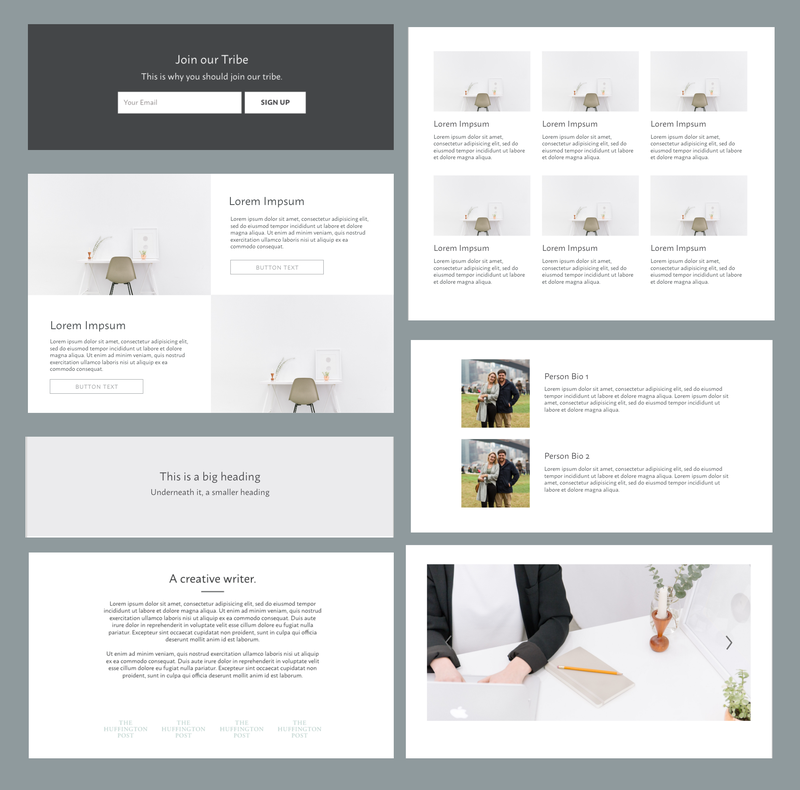 Join our Tribe
This is why you should join our tribe.
Your Email
SIGN UP
Lorem Impsum
Lorem ipsum dolor sit amet, consectetur adipisicing elit,
sed do eiusmod tempor incididunt ut labore et dolore
magna aliqua. Ut enim ad minim veniam, quis nostrud
exercitation ullamco laboris nisi ut aliquip ex ea
commodo consequat.
BUTTON TEXT
Lorem Impsum
Lorem ipsum dolor sit amet, consectetur adipisicing elit,
sed do eiusmod tempor incididunt ut labore et dolore
magna aliqua. Ut enim ad minim veniam, quis nostrud
exercitation ullamco laboris nisi ut aliquip ex ea
commodo consequat.
BUTTON TEXT
This is a big heading
Underneath it, a smaller heading
A creative writer.
Lorem ipsum dolor sit amet, consectetur adipisicing elit, sed do eiusmod tempor
incididunt ut labore et dolore magna aliqua. Ut enim ad minim veniam, quis nostrud
exercitation ullamco laboris nisi ut aliquip ex ea commodo consequat. Duis aute
irure dolor in reprehenderit in voluptate velit esse cillum dolore eu fugiat nulla
pariatur. Excepteur sint occaecat cupidatat non proident, sunt in culpa qui officia
deserunt mollit anim id est laborum.
Ut enim ad minim veniam, quis nostrud exercitation ullamco laboris nisi ut aliquip
ex ea commodo consequat. Duis aute irure dolor in reprehenderit in voluptate velit
esse cillum dolore eu fugiat nulla pariatur. Excepteur sint occaecat cupidatat non
proident, sunt in culpa qui officia deserunt mollit anim id est laborum.
THE
HUFFINGTON
POST
THE
HUFFINGTON
POST
THE
HUFFINGTON
POST
THE
HUFFINGTON
POST
Lorem Impsum
Lorem ipsum dolor sit amet,
consectetur adipisicing elit, sed do
eiusmod tempor incididunt ut labore
et dolore magna aliqua.
Lorem Impsum
Lorem ipsum dolor sit amet,
consectetur adipisicing elit, sed do
eiusmod tempor incididunt ut labore
et dolore magna aliqua.
Lorem Impsum
Lorem ipsum dolor sit amet,
consectetur adipisicing elit, sed do
eiusmod tempor incididunt ut labore
et dolore magna aliqua.
Lorem Impsum
Lorem ipsum dolor sit amet,
consectetur adipisicing elit, sed do
eiusmod tempor incididunt ut labore
et dolore magna aliqua.
Lorem Impsum
Lorem ipsum dolor sit amet,
consectetur adipisicing elit, sed do
eiusmod tempor incididunt ut labore
et dolore magna aliqua.
Lorem Impsum
Lorem ipsum dolor sit amet,
consectetur adipisicing elit, sed do
eiusmod tempor incididunt ut labore
et dolore magna aliqua.
Person Bio 1
Lorem ipsum dolor sit amet, consectetur adipisicing elit, sed do
eiusmod tempor incididunt ut labore et dolore magna aliqua. Lorem
ipsum dolor sit amet, consectetur adipisicing elit, sed do eiusmod tempor incididunt ut
labore et dolore magna aliqua.
Person Bio 2
Lorem ipsum dolor sit amet, consectetur adipisicing elit, sed do
eiusmod tempor incididunt ut labore et dolore magna aliqua. Lorem
ipsum dolor sit amet, consectetur adipisicing elit, sed do eiusmod tempor incididunt ut
labore et dolore magna aliqua.